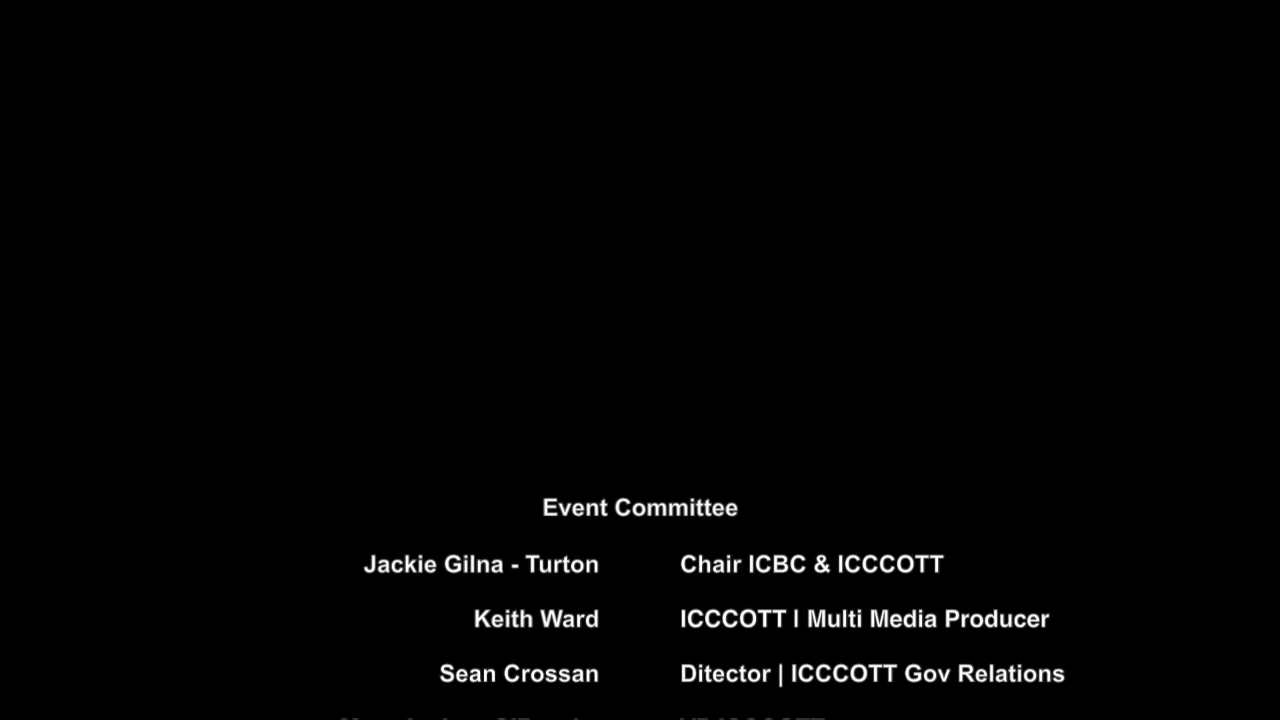 Event Committee
Jackie Gilna - Turton Chair ICBC & ICCCOTT
Keith Ward ICCCOTT | Multi Media Producer
Sean Crossan Ditector | ICCCOTT Gov Relations